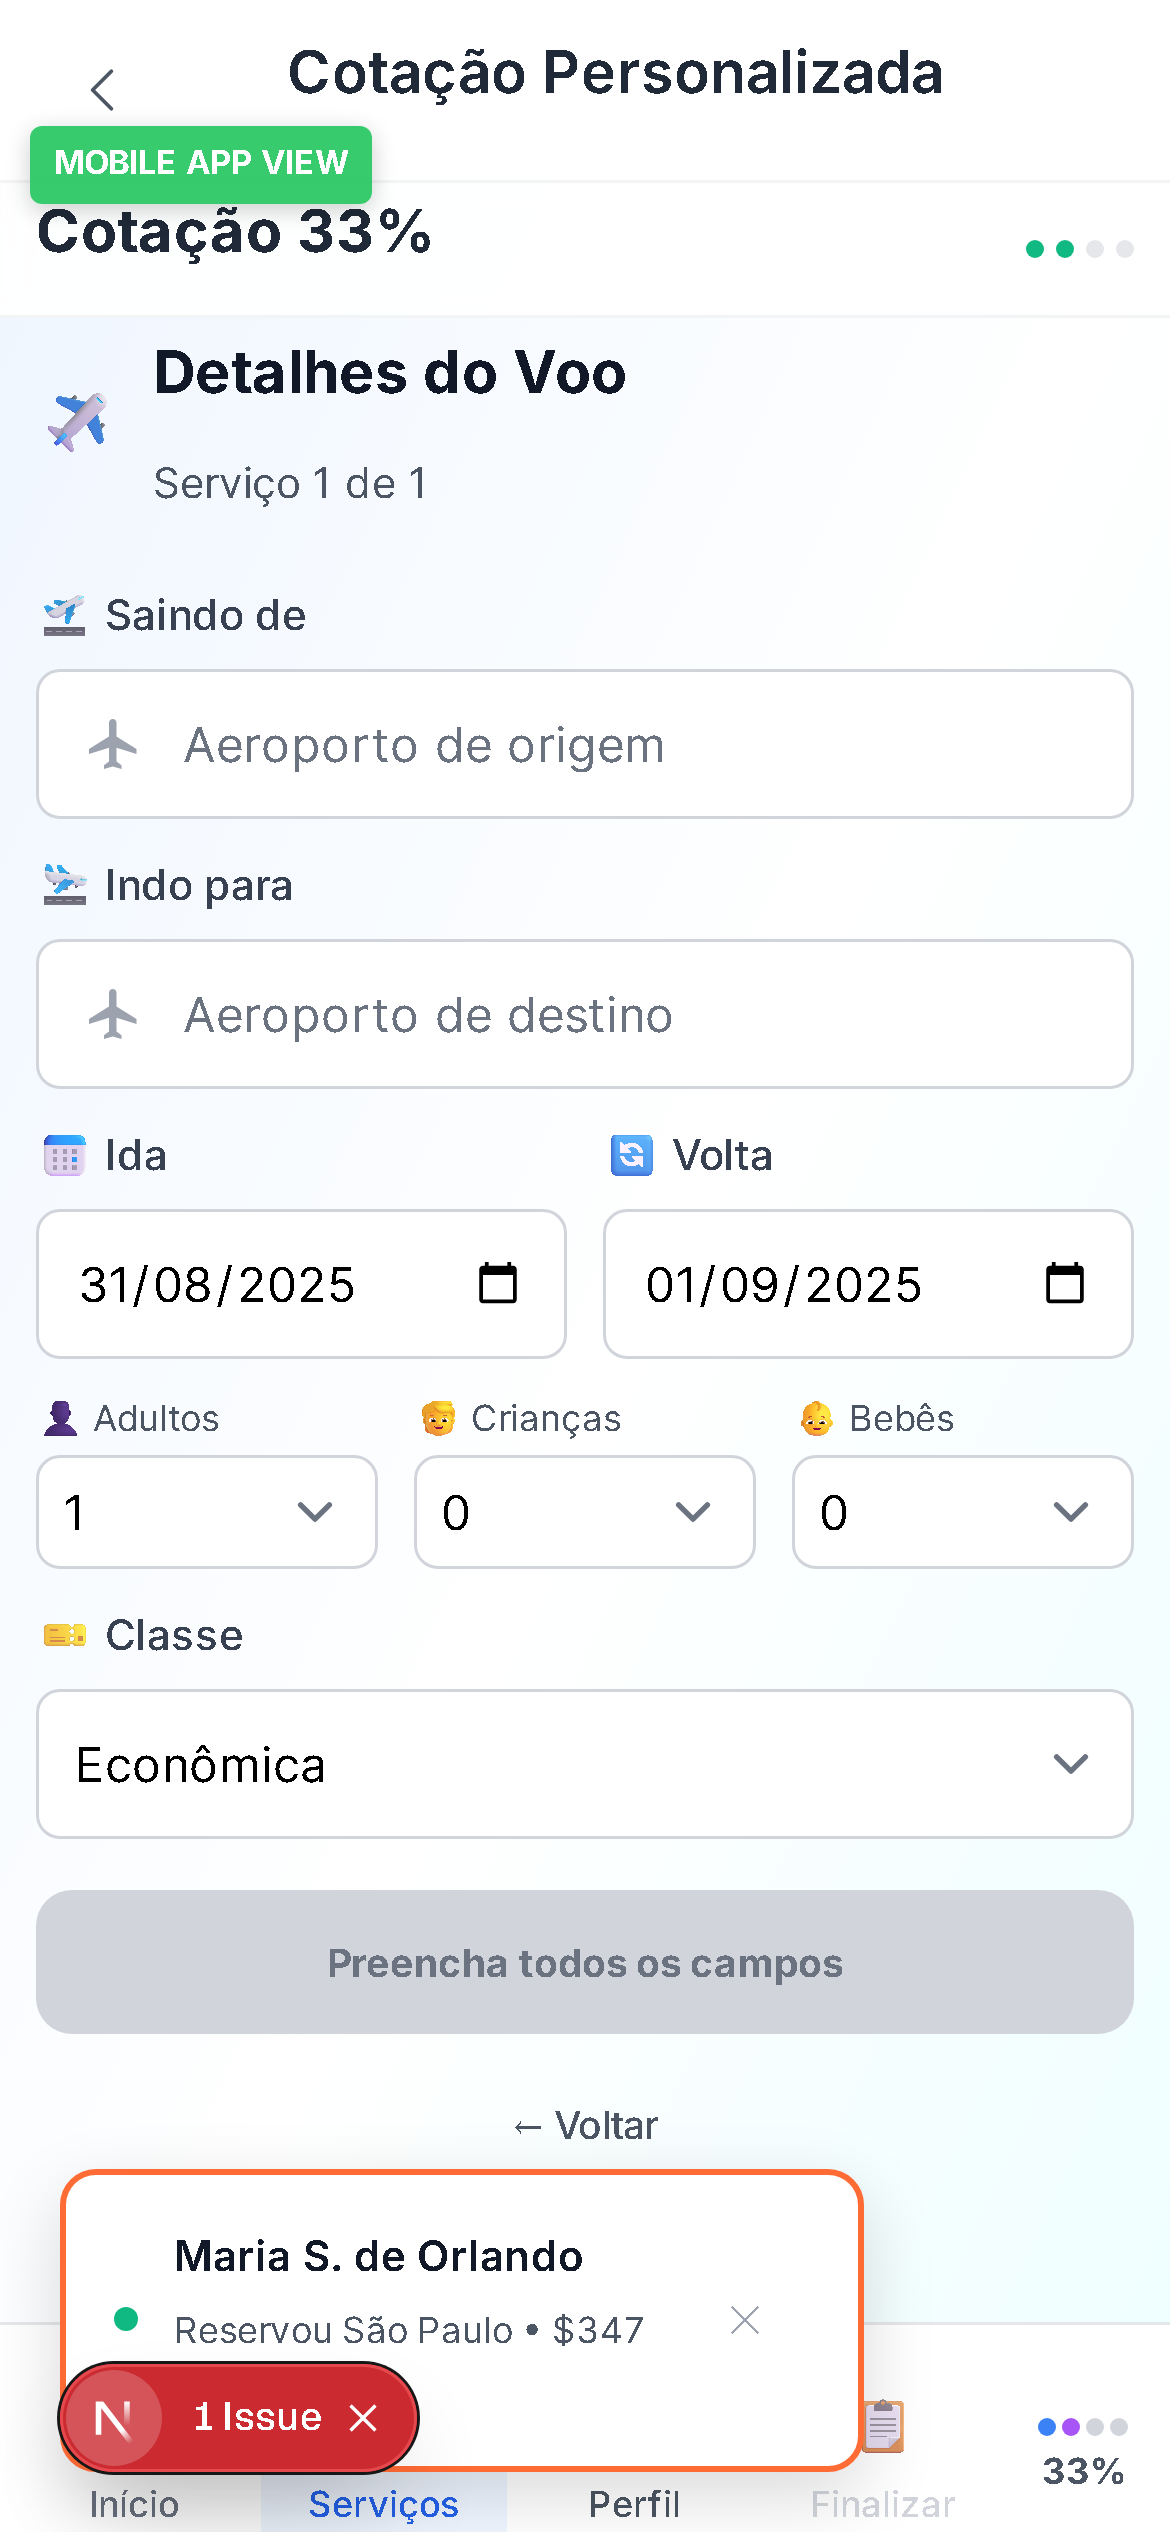 Cotação Personalizada
MOBILE APP VIEW
Cotação 33%
Detalhes do Voo
Serviço 1 de 1
Saindo de
Aeroporto de origem
Indo para
Aeroporto de destino
Ida
Volta
31/08/2025
01/09/2025
Adultos
Crianças
Bebês
1
0
0
Classe
Econômica
Preencha todos os campos
← Voltar
Maria S. de Orlando
Reservou São Paulo • $347
N
1 Issue
33%
Início
Serviços
Perfil
Finalizar